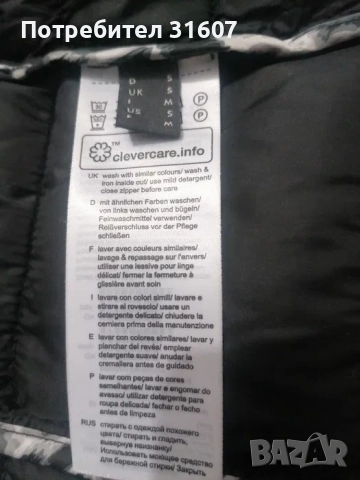 Потребител 31607
D S
UK S
M
US S
M
P
P
™
clevercare.info
UK wash with similar colours/ wash &
iron inside out/ use mild detergent/
close zipper before care
D mit ähnlichen Farben waschen/
von links waschen und bügeln/
Feinwaschmittel verwenden/
Reißverschluss vor der Pflege
schließen
F laver avec couleurs similaires/
lavage & repassage sur l'envers/
utiliser une lessive pour linge
délicat/ fermer la fermeture à
glissière avant soin
I lavare con colori simili/ lavare e
stirare al rovescio/ usare un
detergente delicato/ chiudere la
cerniera prima della manutenzione
E lavar con colores similares/ lavar y
planchar del revés/ emplear
detergente suave/ anudar la
cremallera antes de guidado
P lavar com peças de cores
semelhantes/ lavar e engomar do
avesso/ utilizar detergente para
roupa delicada/ fechar o fecho
antes de limpeza
RUS стирать с одеждой похожего
цвета/ стирать и гладить,
вывернув наизнанку/
Использовать моющее средство
для бережной стирки/ Закрыть
BAZAR